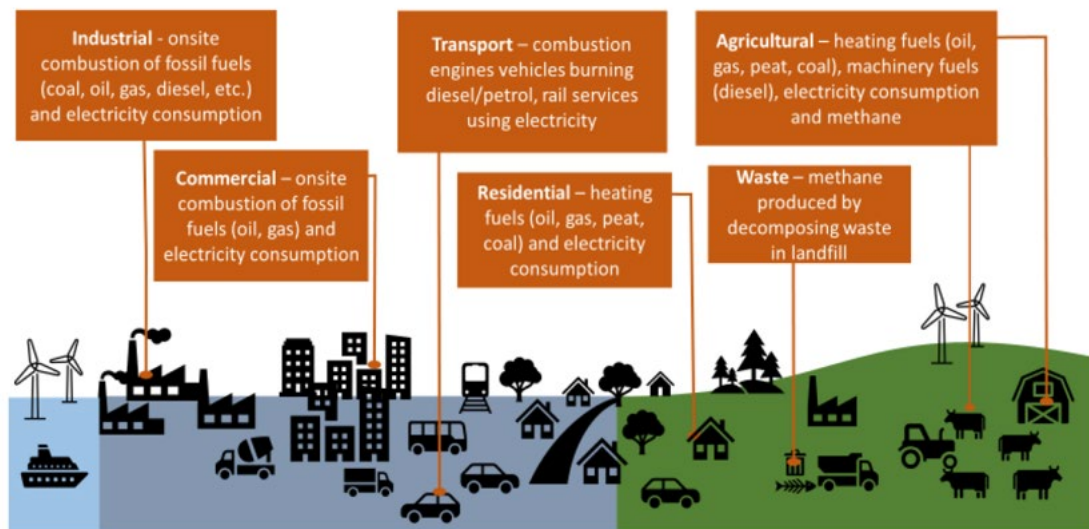 Industrial - onsite
combustion of fossil fuels
(coal, oil, gas, diesel, etc.)
and electricity consumption
Transport – combustion
engines vehicles burning
diesel/petrol, rail services
using electricity
Agricultural – heating fuels (oil,
gas, peat, coal), machinery fuels
(diesel), electricity consumption
and methane
Commercial – onsite
combustion of fossil
fuels (oil, gas) and
electricity consumption
Residential – heating
fuels (oil, gas, peat,
coal) and electricity
consumption
Waste – methane
produced by
decomposing waste
in landfill